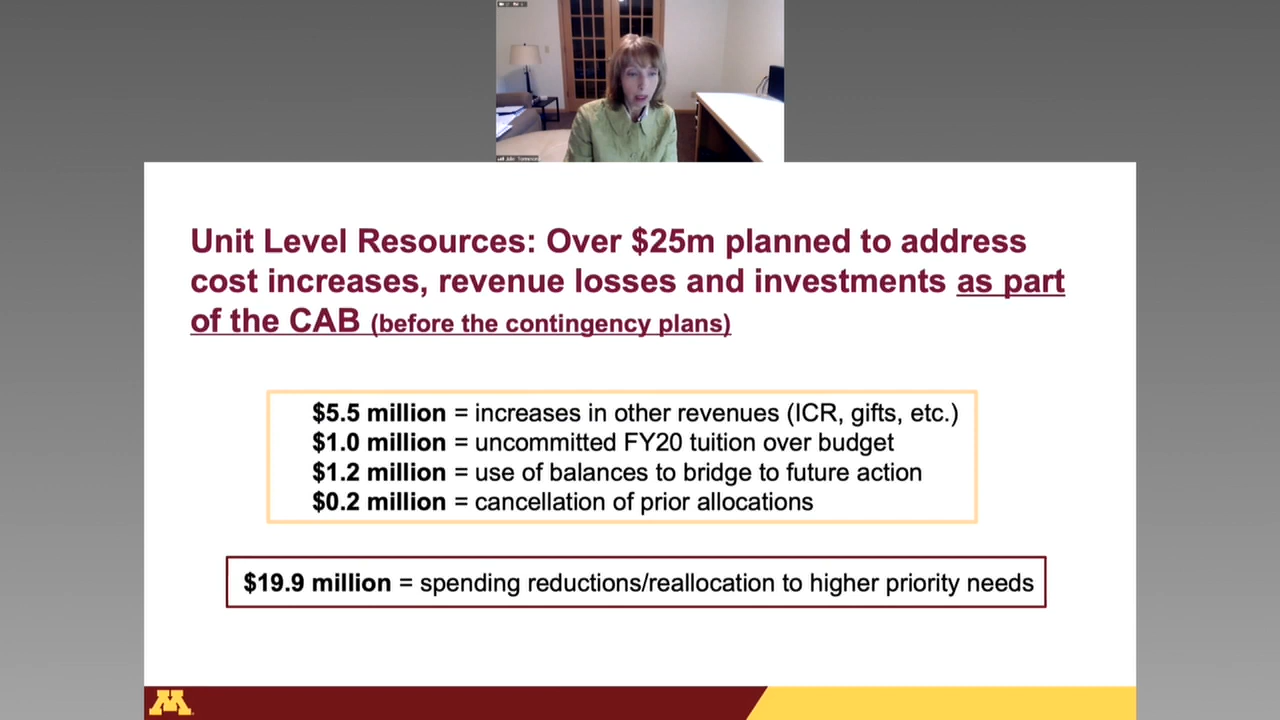 Unit Level Resources: Over $25m planned to address
cost increases, revenue losses and investments as part
of the CAB (before the contingency plans)
$5.5 million = increases in other revenues (ICR, gifts, etc.)
$1.0 million = uncommitted FY20 tuition over budget
$1.2 million = use of balances to bridge to future action
$0.2 million = cancellation of prior allocations
$19.9 million = spending reductions/reallocation to higher priority needs
M